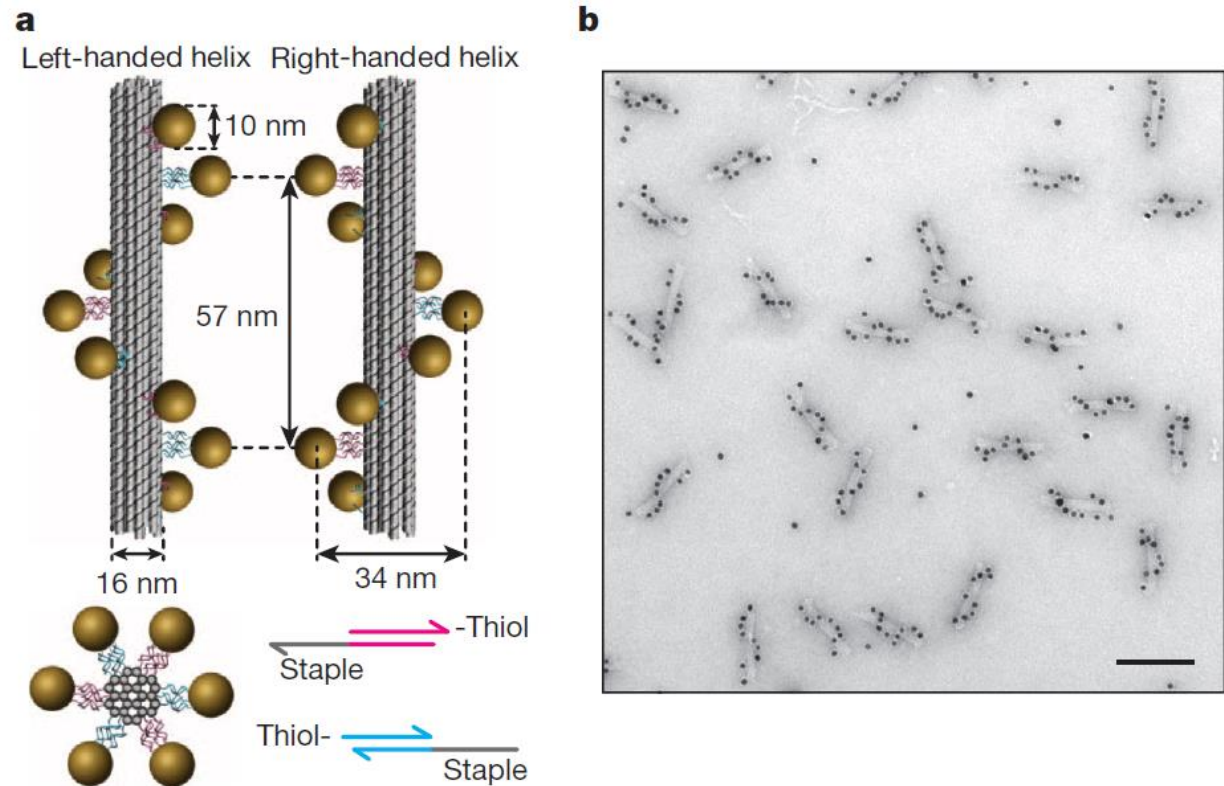 a
Left-handed helix Right-handed helix
10 nm
57 nm
16 nm
34 nm
-Thiol
Staple
Thiol-
Staple
b